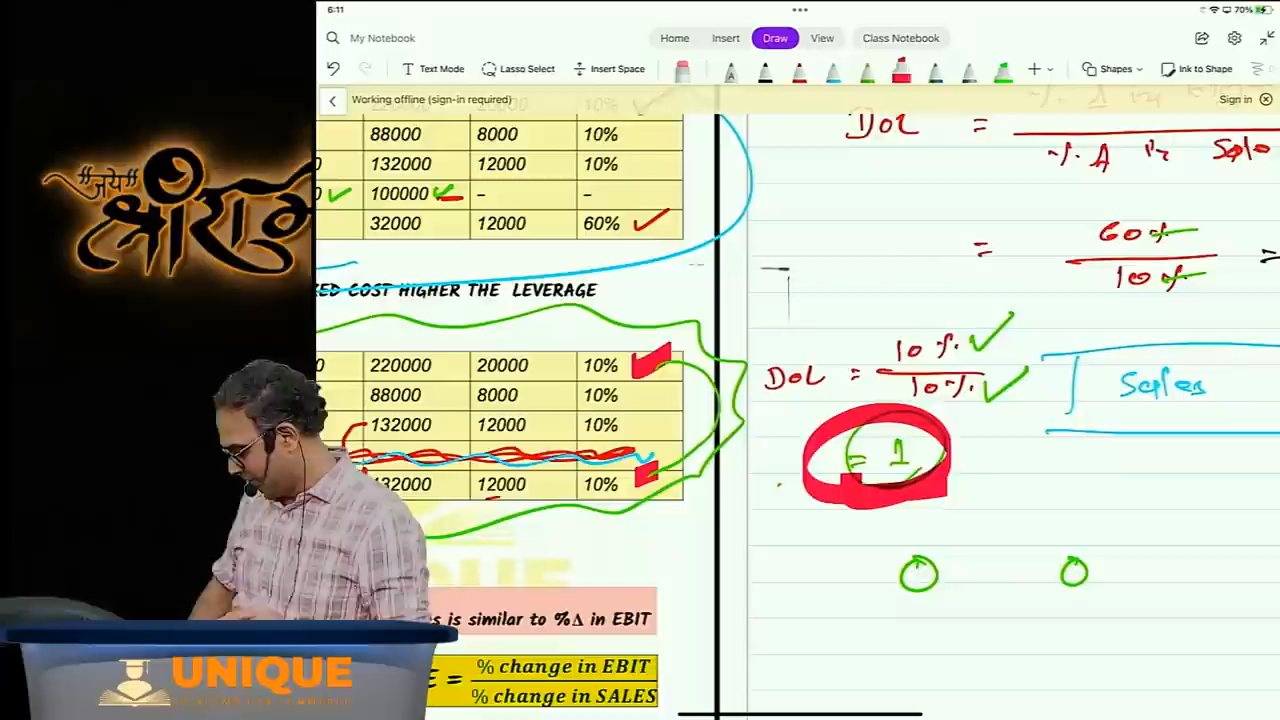 6:11
70%
My Notebook
Home Insert Draw View Class Notebook
Text Mode Lasso Select Insert Space Shapes Ink to Shape
Working offline (sign-in required) Sign in
10%
88000 8000 10%
132000 12000 10%
100000 – –
32000 12000 60%
COST HIGHER THE LEVERAGE
220000 20000 10%
88000 8000 10%
132000 12000 10%
132000 12000 10%
is similar to %Δ in EBIT
= % change in EBIT
% change in SALES
DOL =
% Δ in Sales
= 60%
10% =
DOL = 10%
10%
Sales
= 1
"जय"
श्री राम
UNIQUE